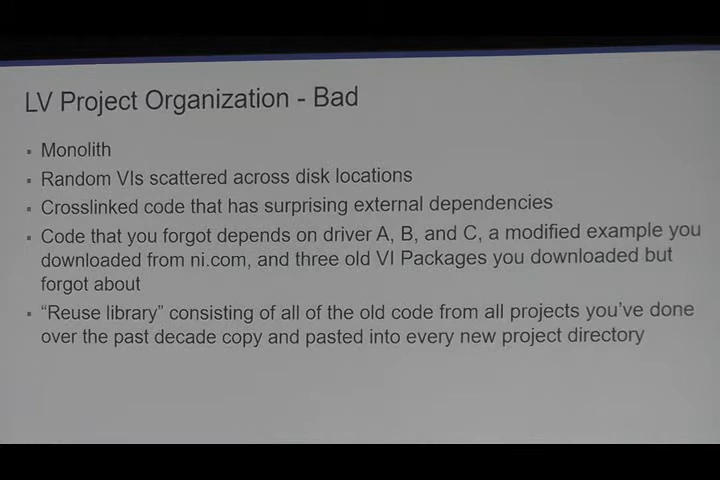 LV Project Organization - Bad
▪ Monolith
▪ Random VIs scattered across disk locations
▪ Crosslinked code that has surprising external dependencies
▪ Code that you forgot depends on driver A, B, and C, a modified example you
downloaded from ni.com, and three old VI Packages you downloaded but
forgot about
▪ “Reuse library” consisting of all of the old code from all projects you’ve done
over the past decade copy and pasted into every new project directory